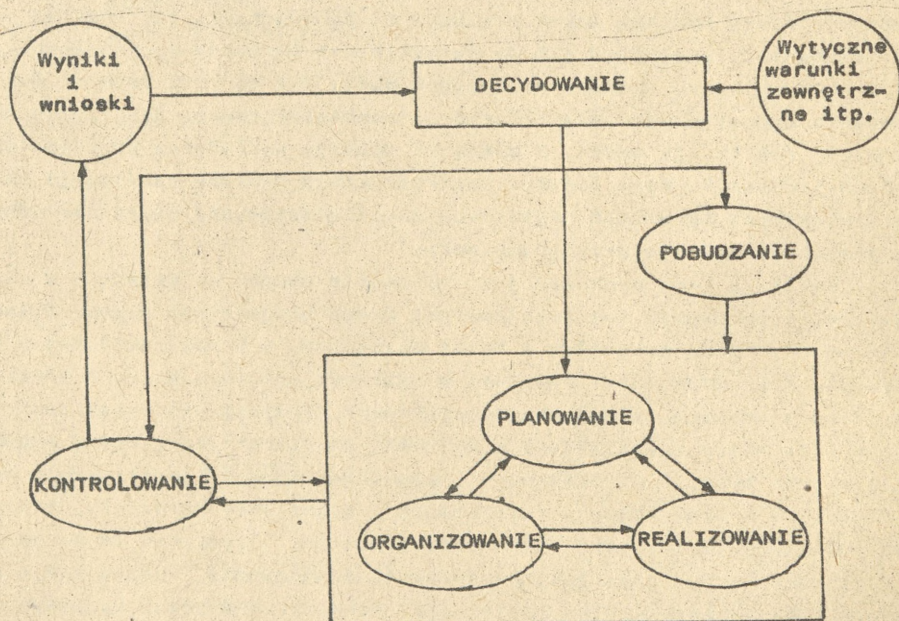 Wyniki
i
wnioski
DECYDOWANIE
Wytyczne
warunki
zewnętrz-
ne itp.
POBUDZANIE
PLANOWANIE
KONTROLOWANIE
ORGANIZOWANIE
REALIZOWANIE